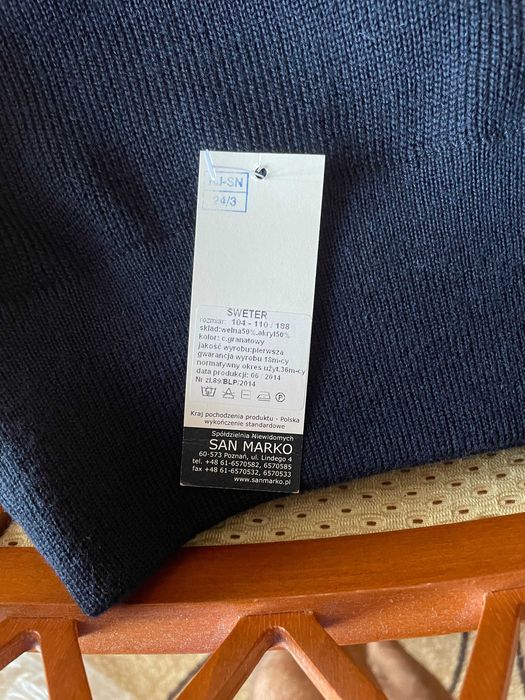 KJ-SN
24/3
SWETER
rozmiar: 104 - 110 / 188
skład:wełna50%,akryl50%
kolor: c.granatowy
jakość wyrobu:pierwsza
gwarancja wyrobu 18m-cy
normatywny okres użyt.36m-cy
data produkcji: 06 / 2014
Nr zl.89/BLP/2014
Kraj pochodzenia produktu - Polska
wykończenie standardowe
Spółdzielnia Niewidomych
SAN MARKO
60-573 Poznań, ul. Lindego 4
tel. +48 61-6570582, 6570585
fax +48 61-6570532, 6570533
www.sanmarko.pl